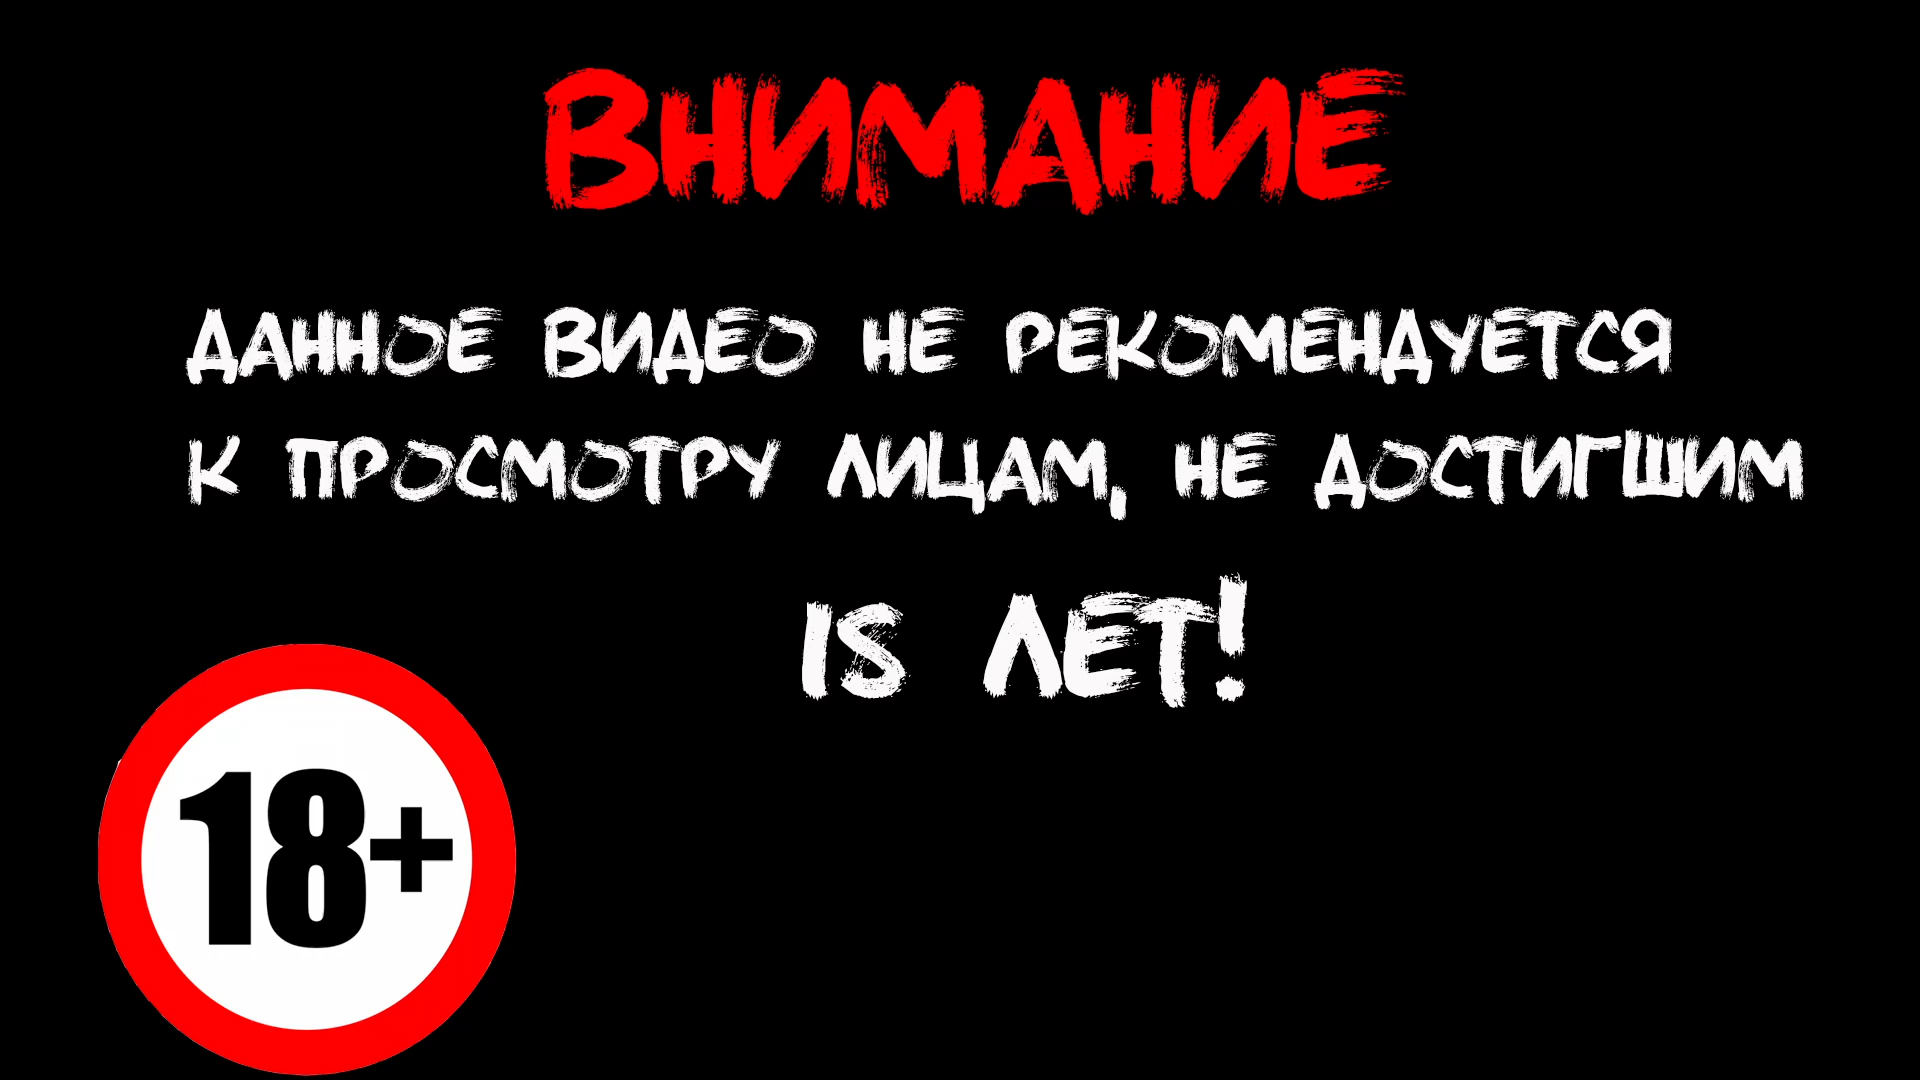 ВНИМАНИЕ
ДАННОЕ ВИДЕО НЕ РЕКОМЕНДУЕТСЯ
К ПРОСМОТРУ ЛИЦАМ, НЕ ДОСТИГШИМ
18 ЛЕТ!
18+